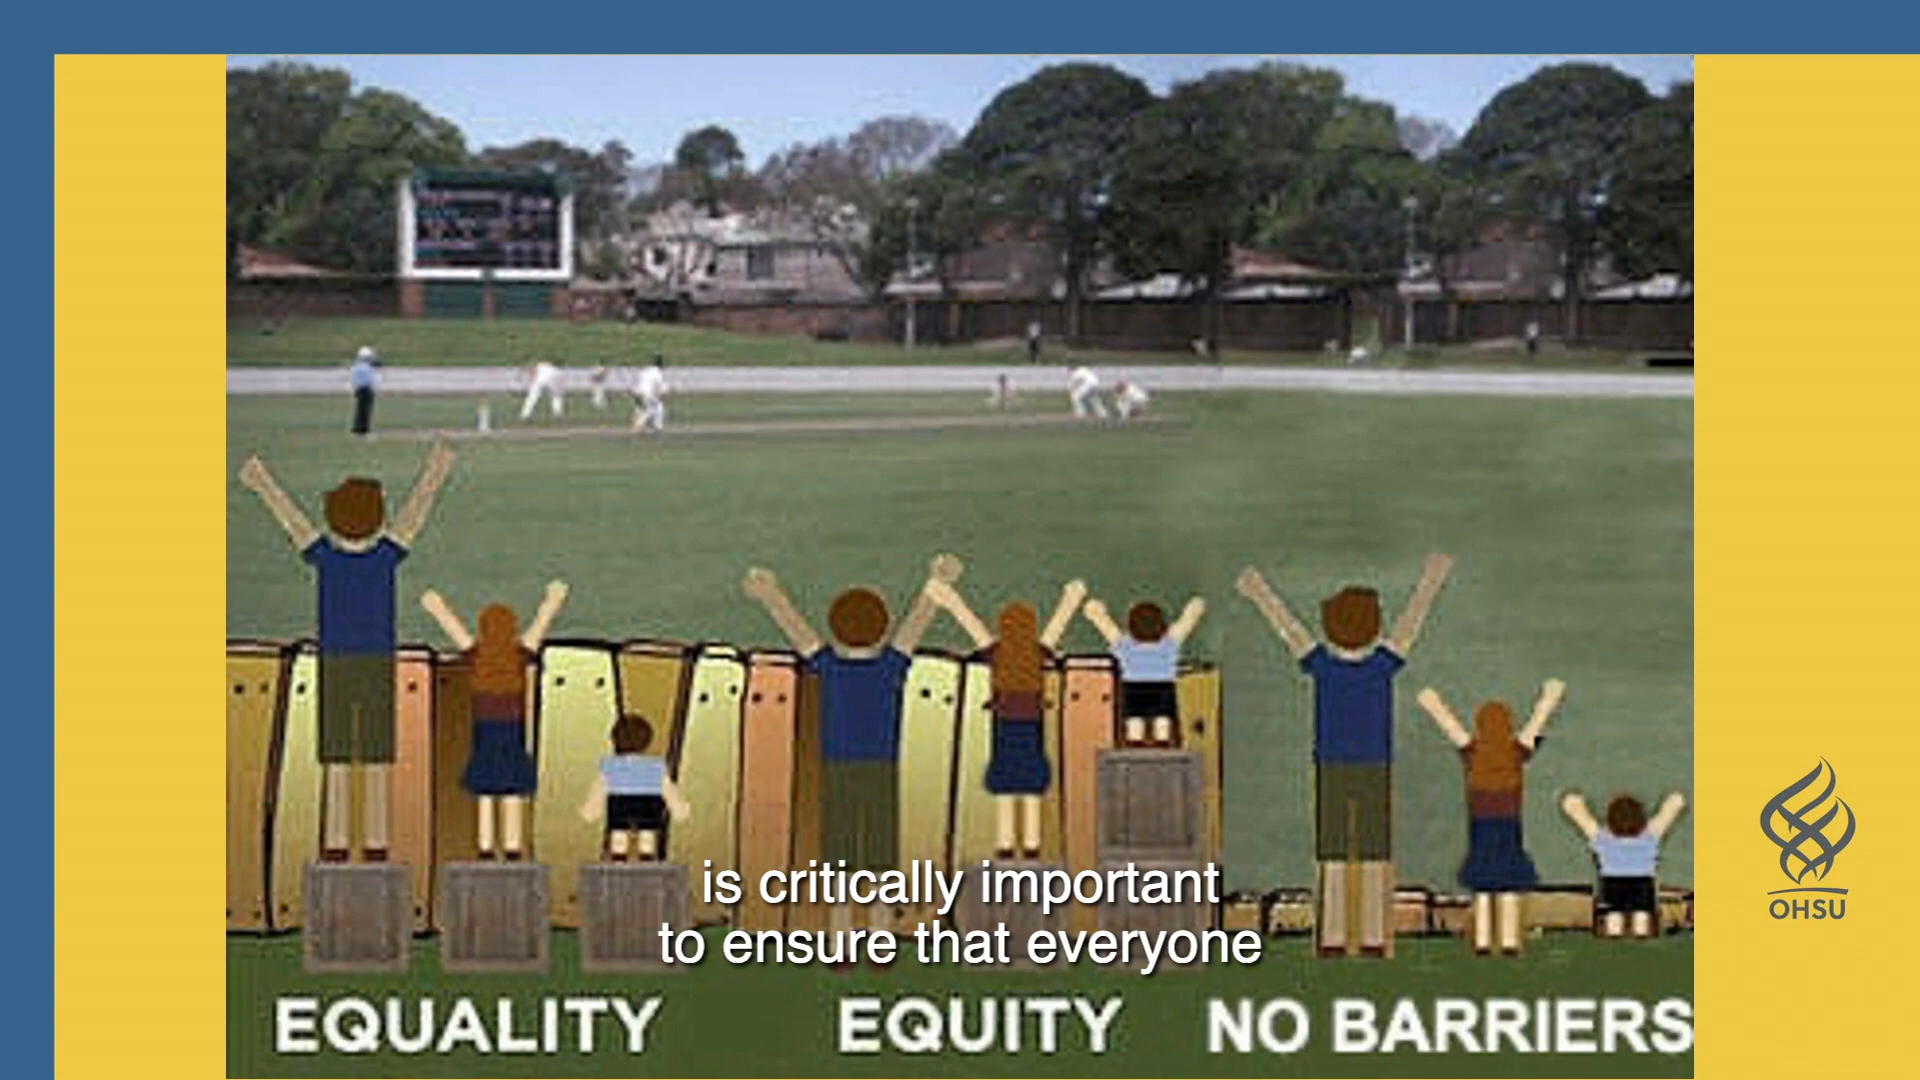 is critically important
to ensure that everyone
OHSU
EQUALITY EQUITY NO BARRIERS